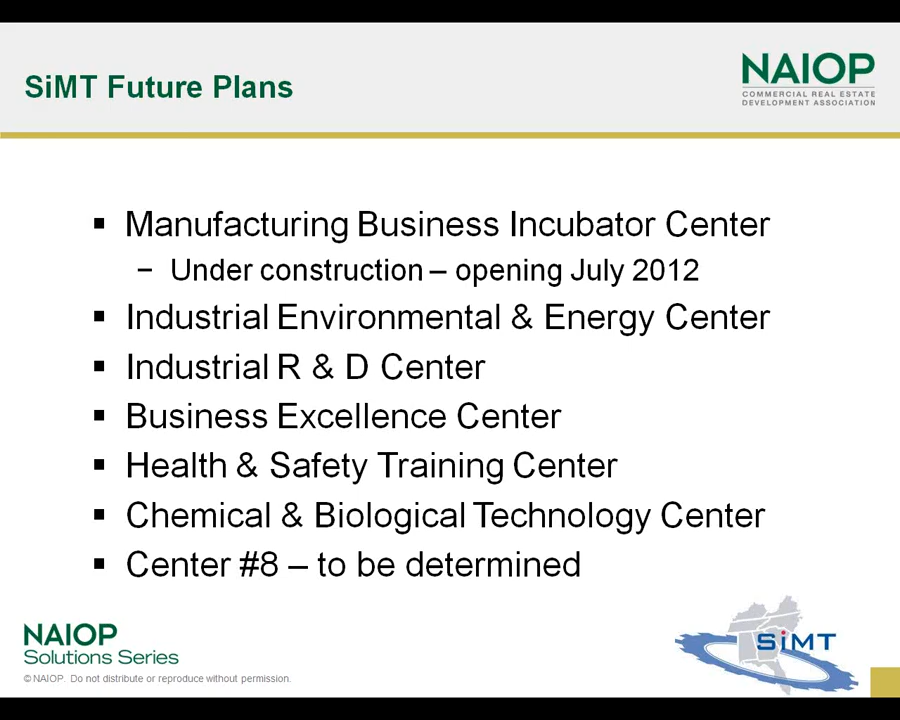 SiMT Future Plans
NAIOP
COMMERCIAL REAL ESTATE
DEVELOPMENT ASSOCIATION
▪ Manufacturing Business Incubator Center
− Under construction – opening July 2012
▪ Industrial Environmental & Energy Center
▪ Industrial R & D Center
▪ Business Excellence Center
▪ Health & Safety Training Center
▪ Chemical & Biological Technology Center
▪ Center #8 – to be determined
NAIOP
Solutions Series
© NAIOP. Do not distribute or reproduce without permission.
SiMT